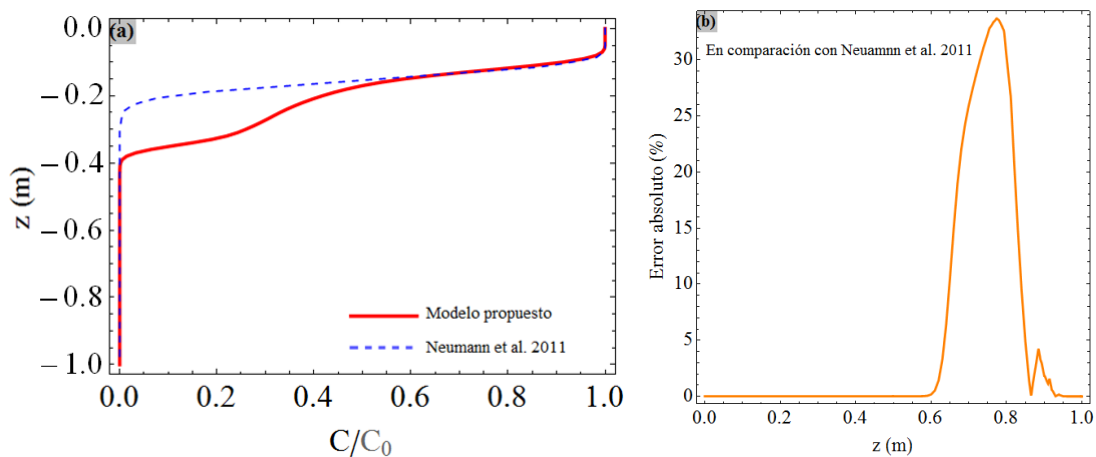 (a)
0.0
−0.2
−0.4
−0.6
−0.8
−1.0
z (m)
Modelo propuesto
Neumann et al. 2011
0.0 0.2 0.4 0.6 0.8 1.0
C/C0
(b)
En comparación con Neuamnn et al. 2011
30
25
20
15
10
5
0
Error absoluto (%)
0.0 0.2 0.4 0.6 0.8 1.0
z (m)